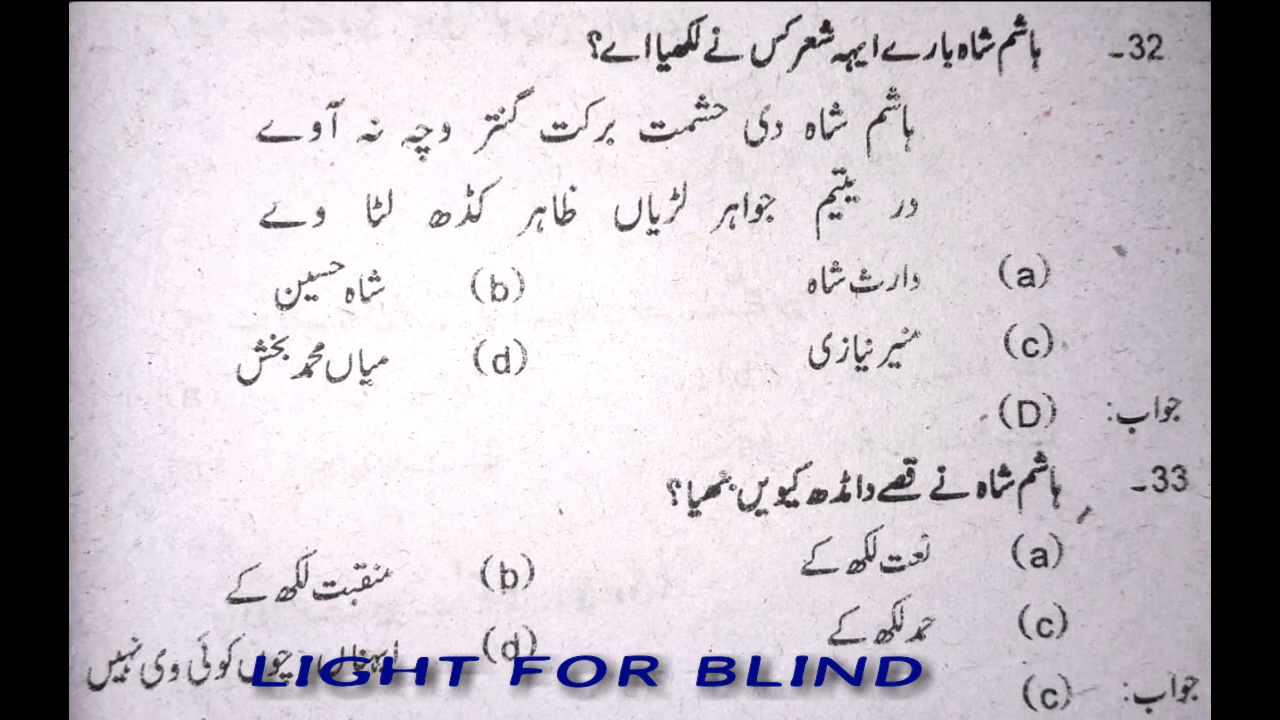 32۔ ہاشم شاہ بارے ایہہ شعر کس نے لکھیا اے؟
ہاشم شاہ دی حشمت برکت گنتر وچہ نہ آوے
در یتیم جواہر لڑیاں ظاہر کڈھ لٹا وے
(a) وارث شاہ (b) شاہ حسین
(c) منیر نیازی (d) میاں محمد بخش
جواب: (D)
33۔ ہاشم شاہ نے قصے دا مڈھ کیویں بنھیا؟
(a) نعت لکھ کے (b) منقبت لکھ کے
(c) حمد لکھ کے (d) چوں کوئی وی نہیں
LIGHT FOR BLIND
جواب: (c)